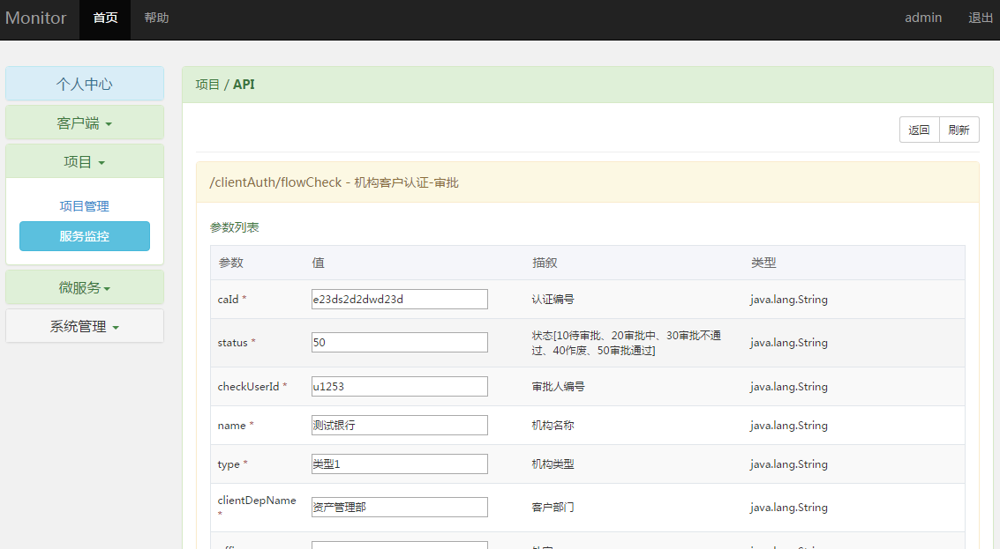 Monitor 首页 帮助 admin 退出
个人中心
客户端
项目
项目管理
服务监控
微服务
系统管理
项目 / API
返回 刷新
/clientAuth/flowCheck - 机构客户认证-审批
参数列表
参数 值 描叙 类型
caId * e23ds2d2dwd23d 认证编号 java.lang.String
status * 50 状态[10待审批、20审批中、30审批不通
过、40作废、50审批通过] java.lang.String
checkUserId * u1253 审批人编号 java.lang.String
name * 测试银行 机构名称 java.lang.String
type * 类型1 机构类型 java.lang.String
clientDepName
* 资产管理部 客户部门 java.lang.String